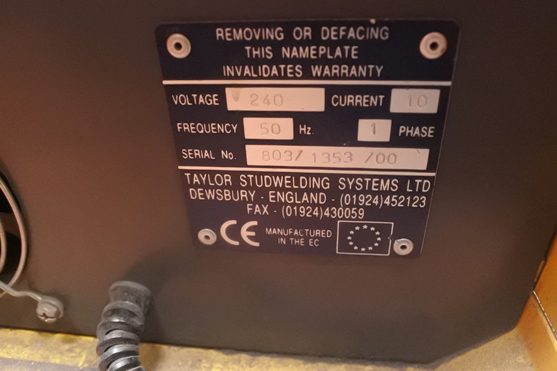 REMOVING OR DEFACING
THIS NAMEPLATE
INVALIDATES WARRANTY
VOLTAGE 240 CURRENT 10
FREQUENCY 50 Hz. 1 PHASE
SERIAL No. 803/ 1353 /00
TAYLOR STUDWELDING SYSTEMS LTD
DEWSBURY - ENGLAND - (01924)452123
FAX - (01924)430059
CE MANUFACTURED
IN THE EC